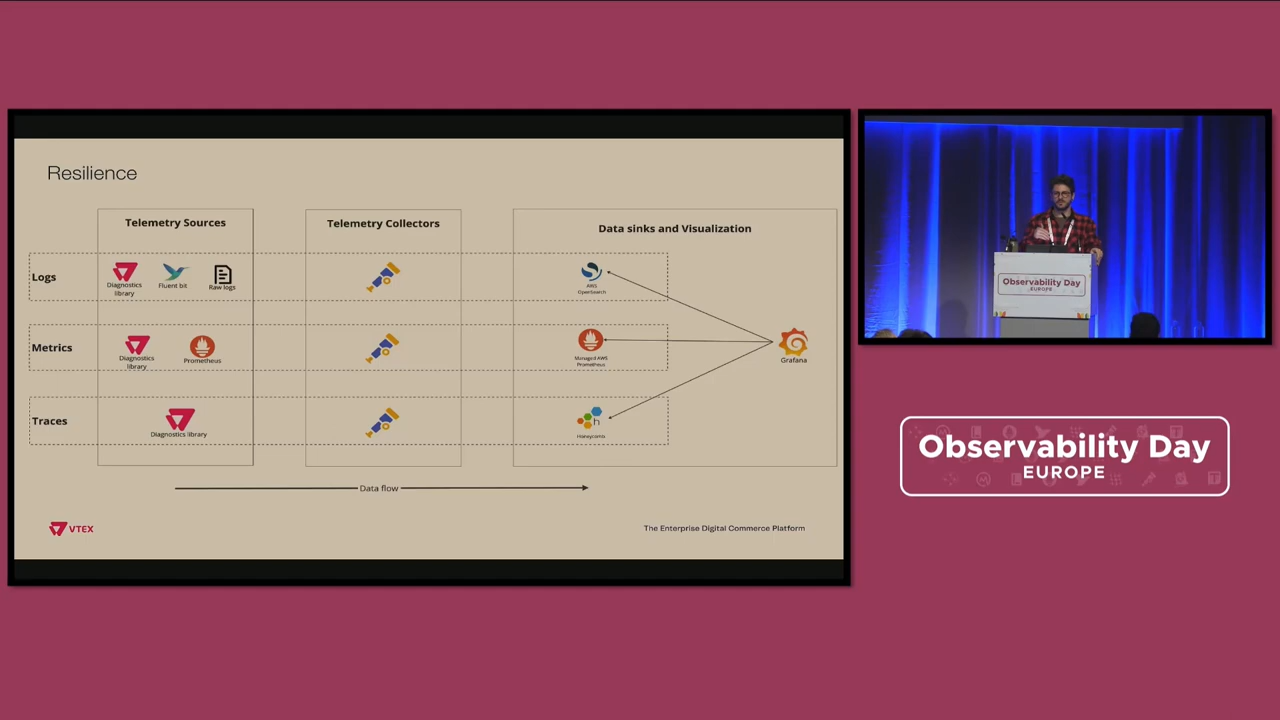 Resilience
Telemetry Sources
Telemetry Collectors
Data sinks and Visualization
Logs
Diagnostics
library
Fluent bit
Raw logs
AWS
OpenSearch
Metrics
Diagnostics
library
Prometheus
Managed AWS
Prometheus
Grafana
Traces
Diagnostics library
h
Honeycomb
Data flow
VTEX
The Enterprise Digital Commerce Platform
Observability Day
EUROPE
Observability Day
EUROPE